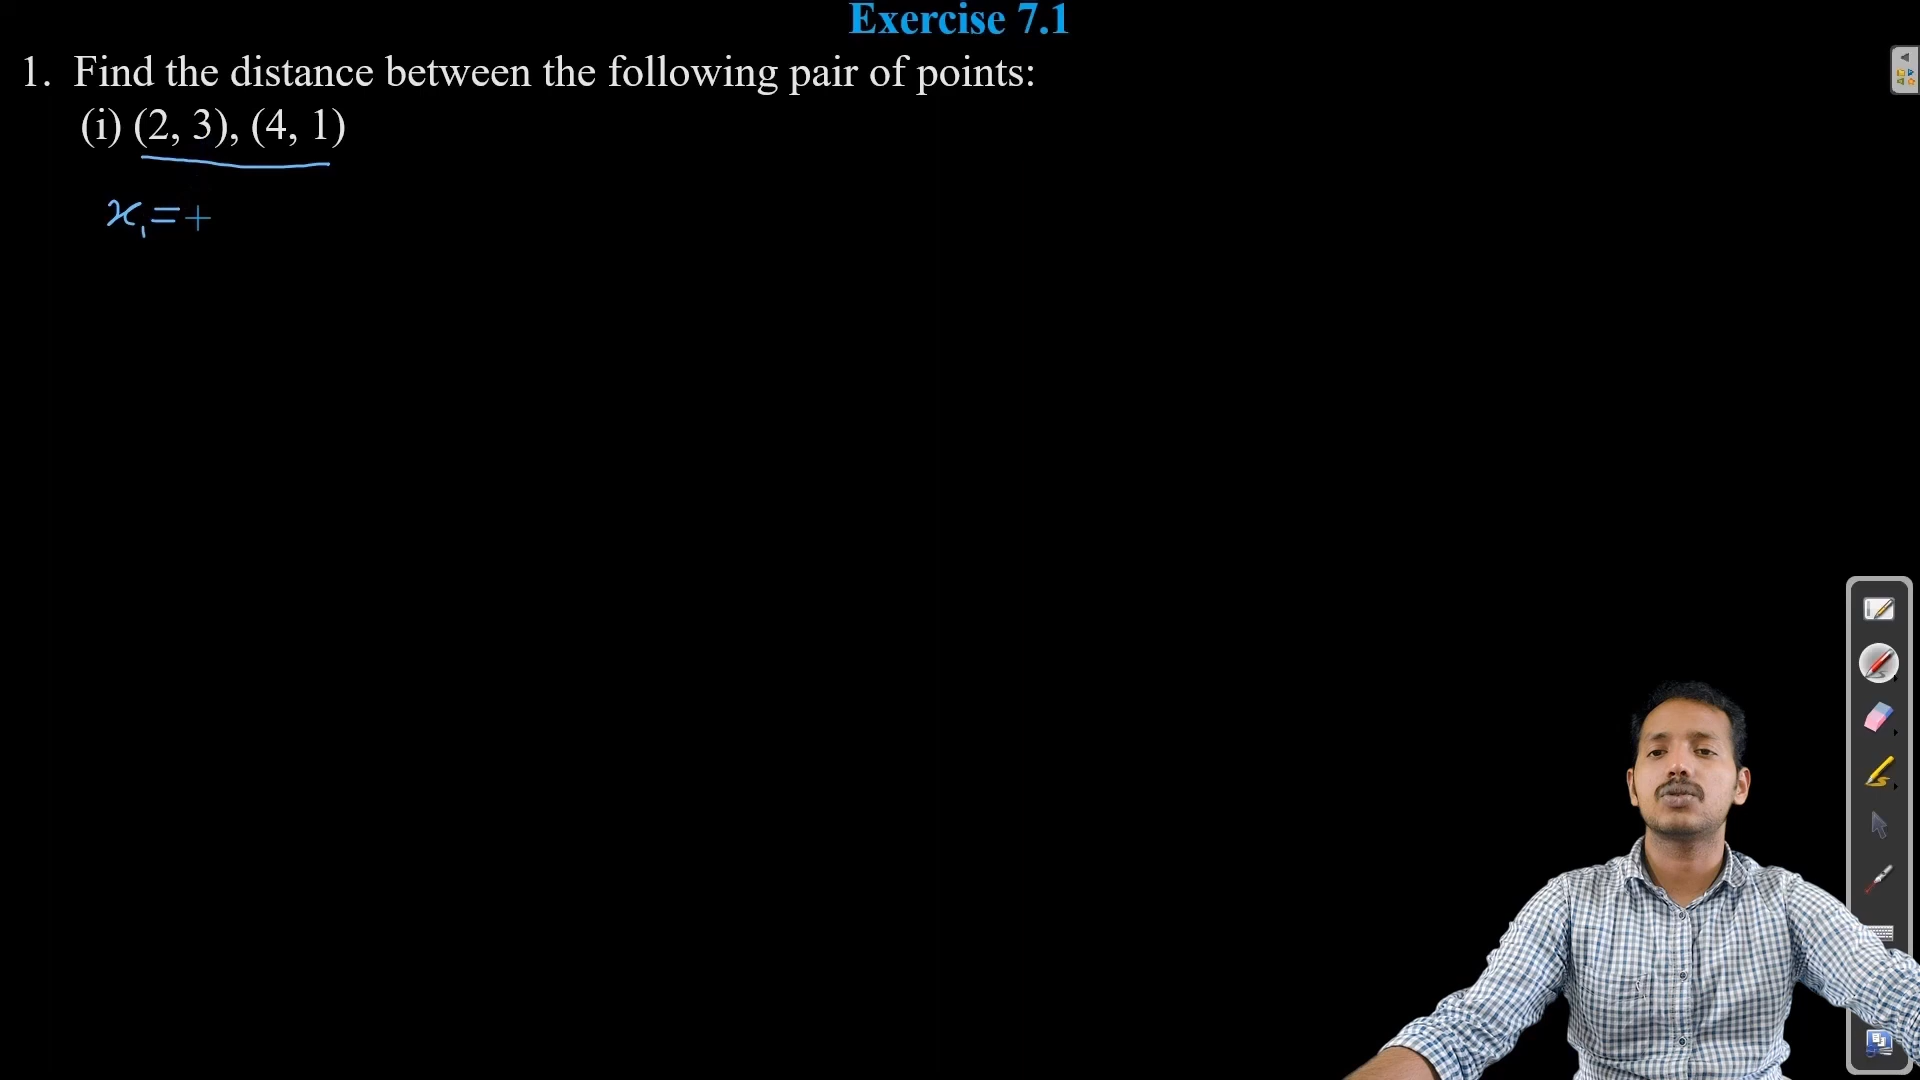 Exercise 7.1
1. Find the distance between the following pair of points:
(i) (2, 3), (4, 1)
x₁ =